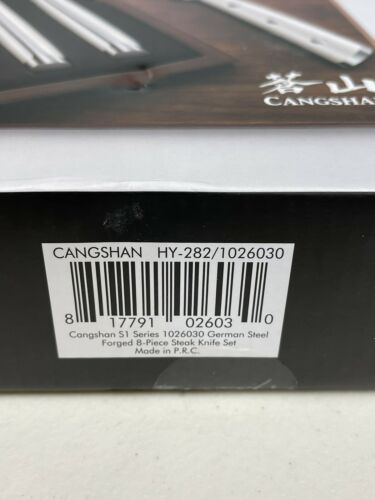 蒼山
CANGSHAN
CANGSHAN HY-282/1026030
8 17791 02603 0
Cangshan S1 Series 1026030 German Steel
Forged 8-Piece Steak Knife Set
Made in P.R.C.